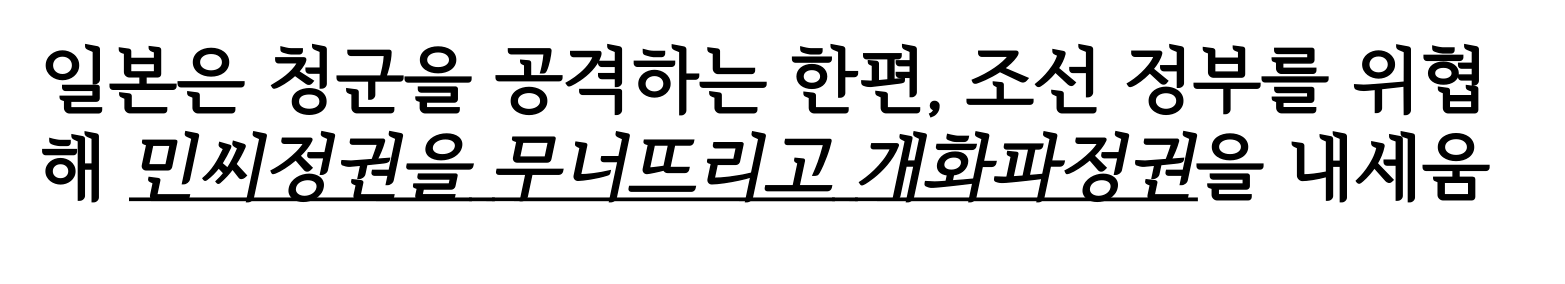 일본은 청군을 공격하는 한편, 조선 정부를 위협
해 민씨정권을 무너뜨리고 개화파정권을 내세움